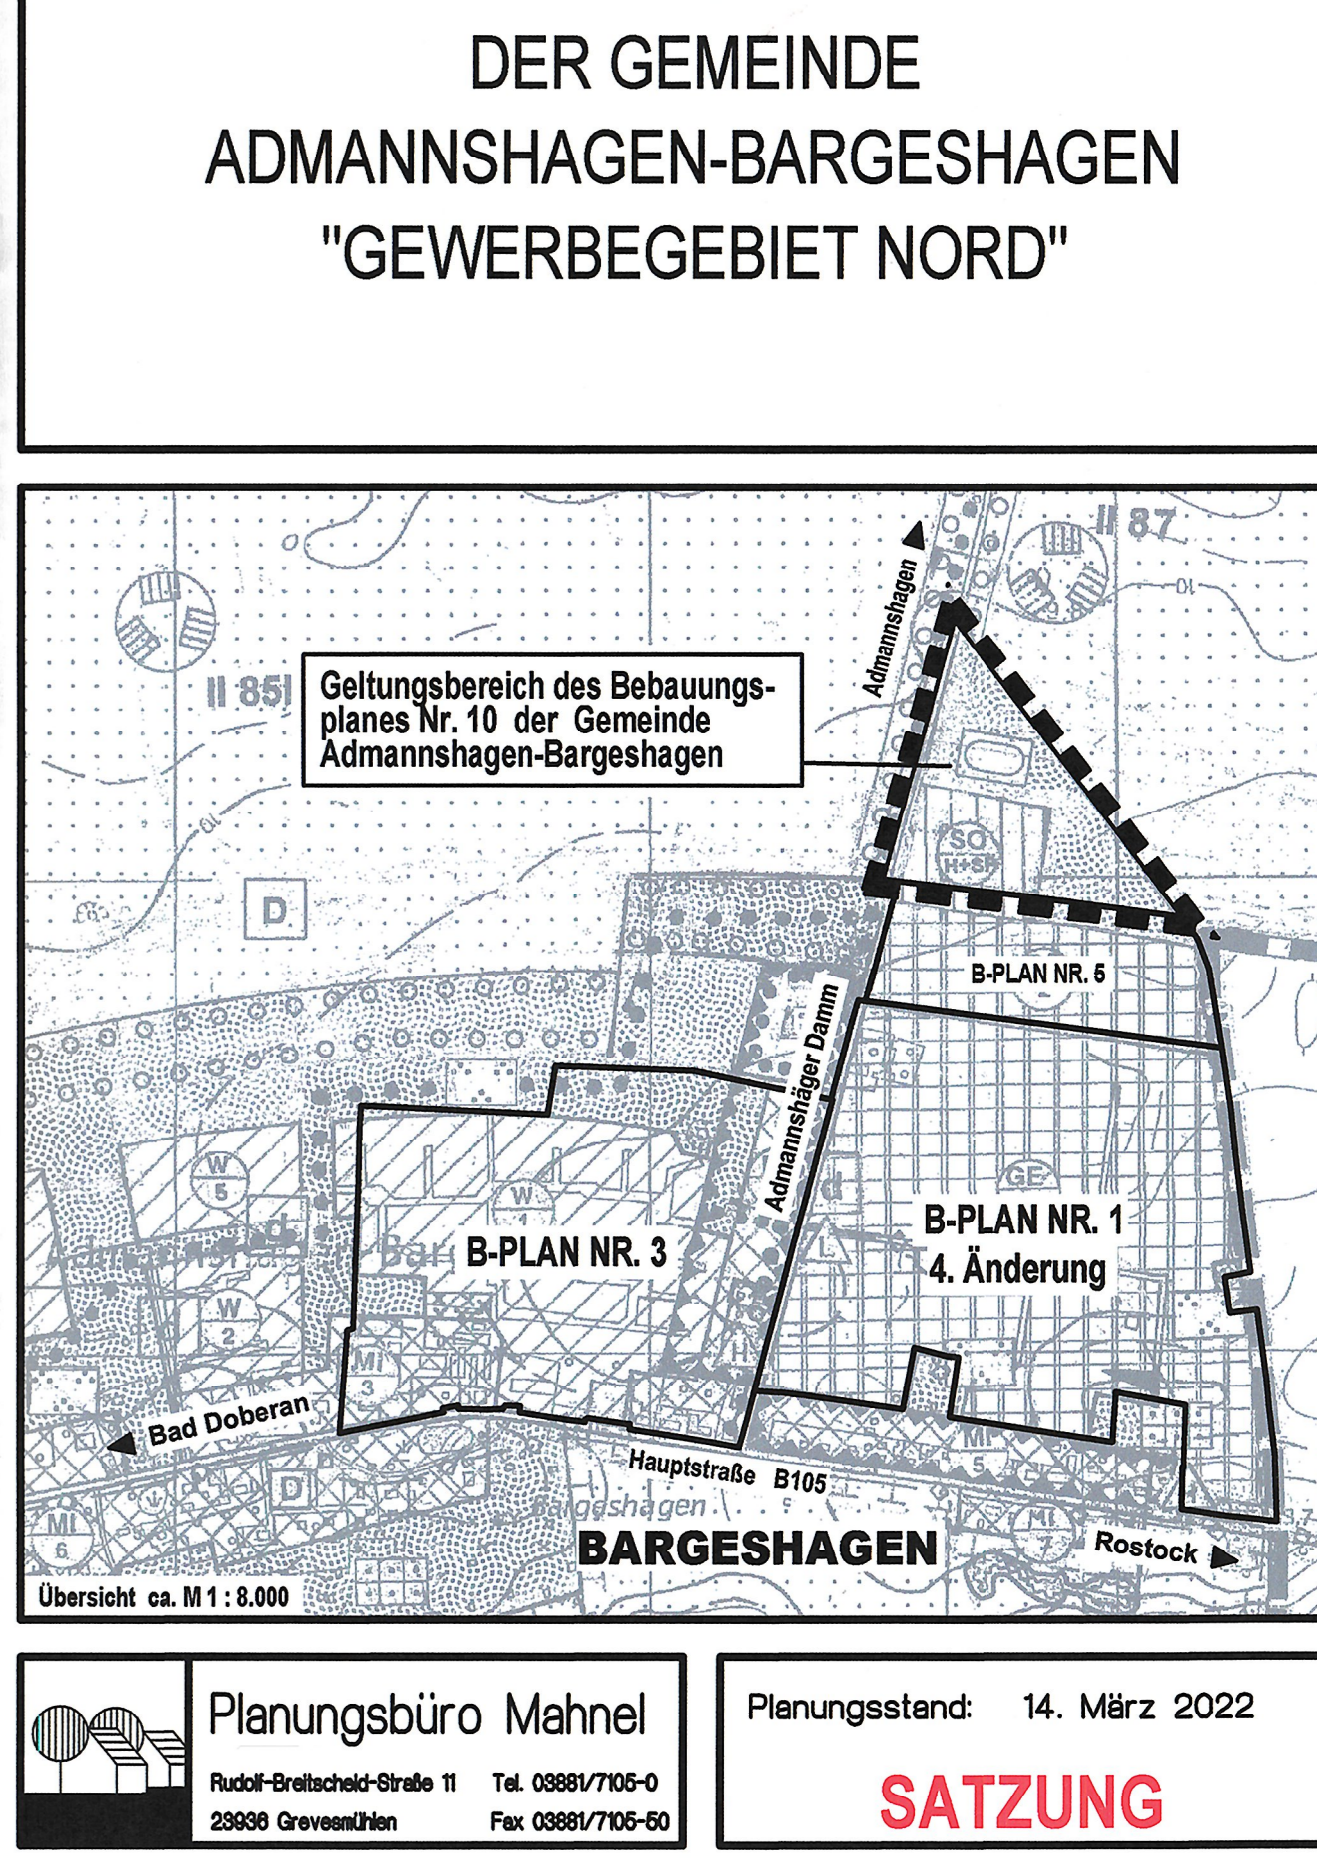 DER GEMEINDE
ADMANNSHAGEN-BARGESHAGEN
"GEWERBEGEBIET NORD"
II 87
Admannshagen
II 85
Geltungsbereich des Bebauungs-
planes Nr. 10 der Gemeinde
Admannshagen-Bargeshagen
SO
H+SP
D
B-PLAN NR. 5
Admannshäger Damm
W
5
d
W
1
GE
d
B-PLAN NR. 1
4. Änderung
B-PLAN NR. 3
L
W
2
MI
3
Bad Doberan
MI
5
Hauptstraße B105
D
Bargeshagen
MI
6
MI
7
BARGESHAGEN
Rostock
Übersicht ca. M 1 : 8.000
Planungsbüro Mahnel
Rudolf-Breitscheid-Straße 11 Tel. 03881/7105-0
23936 Grevesmühlen Fax 03881/7105-50
Planungsstand: 14. März 2022
SATZUNG